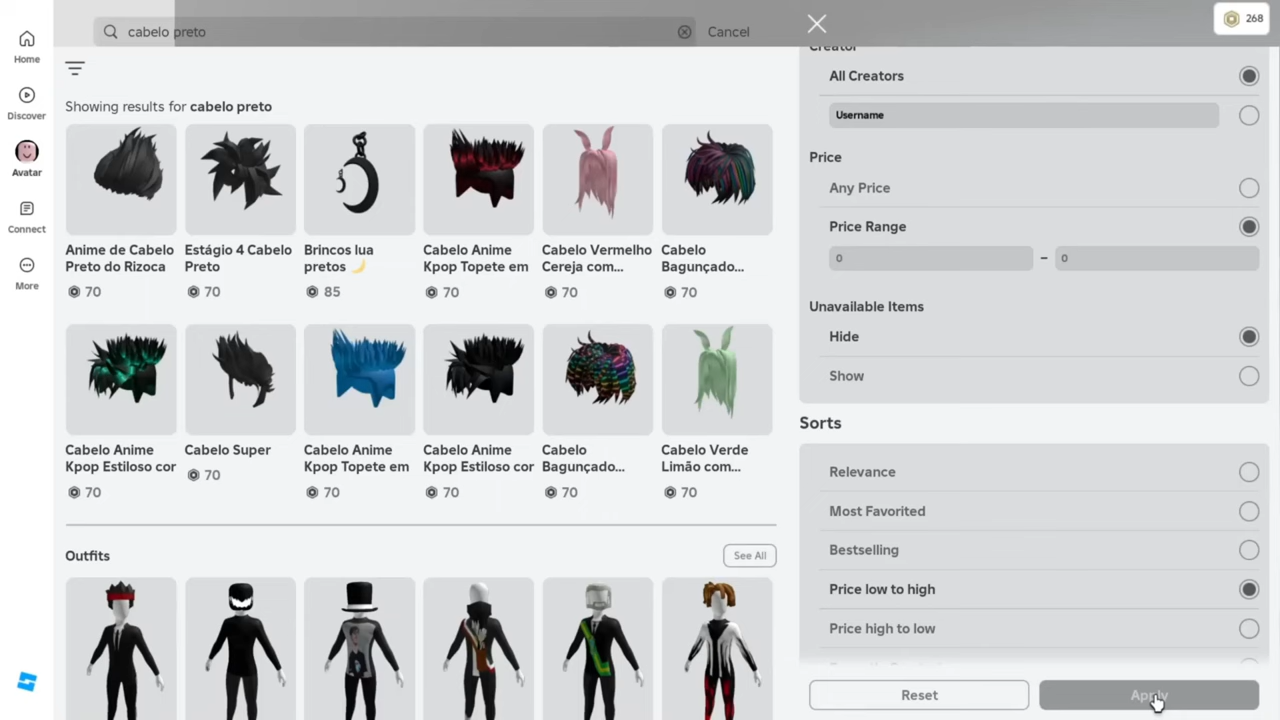 Home
Discover
Avatar
Connect
More
cabelo preto
Cancel
268
Showing results for cabelo preto
Anime de Cabelo
Preto do Rizoca
70
Estágio 4 Cabelo
Preto
70
Brincos lua
pretos 🌙
85
Cabelo Anime
Kpop Topete em
70
Cabelo Vermelho
Cereja com...
70
Cabelo
Bagunçado...
70
Cabelo Anime
Kpop Estiloso cor
70
Cabelo Super
70
Cabelo Anime
Kpop Topete em
70
Cabelo Anime
Kpop Estiloso cor
70
Cabelo
Bagunçado...
70
Cabelo Verde
Limão com...
70
Outfits
See All
Creator
All Creators
Username
Price
Any Price
Price Range
0 – 0
Unavailable Items
Hide
Show
Sorts
Relevance
Most Favorited
Bestselling
Price low to high
Price high to low
Reset
Apply